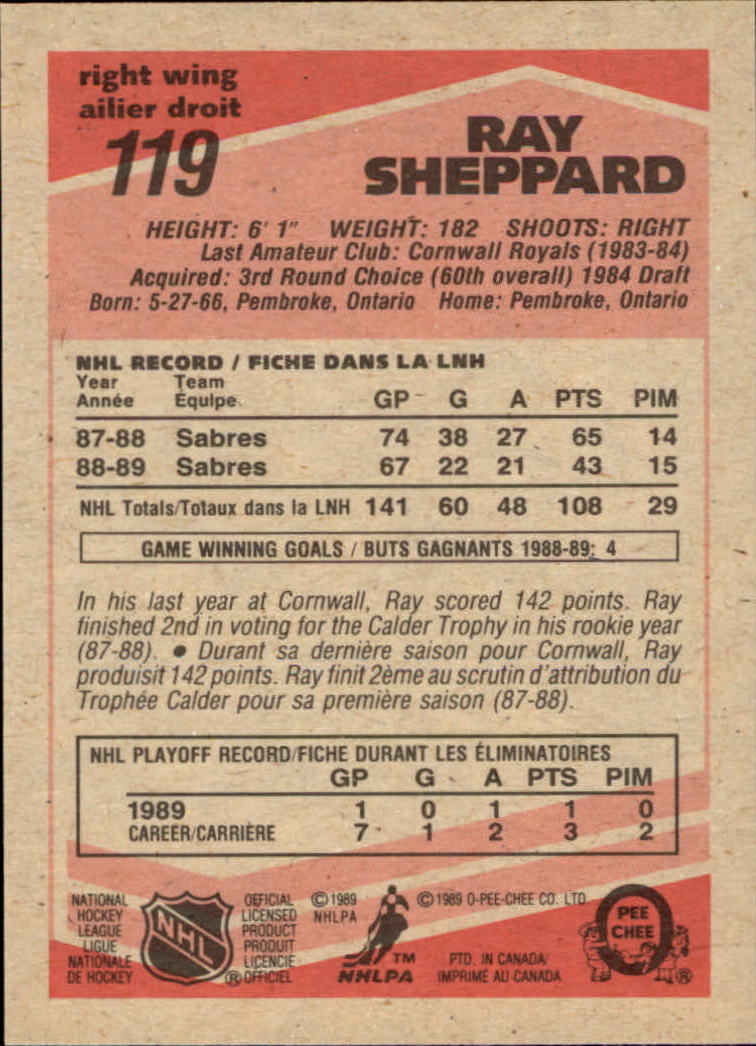 right wing
ailier droit
119
RAY
SHEPPARD
HEIGHT: 6' 1" WEIGHT: 182 SHOOTS: RIGHT
Last Amateur Club: Cornwall Royals (1983-84)
Acquired: 3rd Round Choice (60th overall) 1984 Draft
Born: 5-27-66, Pembroke, Ontario Home: Pembroke, Ontario
NHL RECORD / FICHE DANS LA LNH
Year Team
Année Équipe GP G A PTS PIM
87-88 Sabres 74 38 27 65 14
88-89 Sabres 67 22 21 43 15
NHL Totals/Totaux dans la LNH 141 60 48 108 29
GAME WINNING GOALS / BUTS GAGNANTS 1988-89: 4
In his last year at Cornwall, Ray scored 142 points. Ray
finished 2nd in voting for the Calder Trophy in his rookie year
(87-88). ● Durant sa dernière saison pour Cornwall, Ray
produisit 142 points. Ray finit 2ème au scrutin d'attribution du
Trophée Calder pour sa première saison (87-88).
NHL PLAYOFF RECORD/FICHE DURANT LES ÉLIMINATOIRES
GP G A PTS PIM
1989 1 0 1 1 0
CAREER/CARRIÈRE 7 1 2 3 2
NATIONAL
HOCKEY
LEAGUE
LIGUE
NATIONALE
DE HOCKEY
NHL
OFFICIAL
LICENSED
PRODUCT
PRODUIT
LICENCIE
® OFFICIEL
© 1989
NHLPA
TM
NHLPA
© 1989 O-PEE-CHEE CO. LTD.
PTD. IN CANADA/
IMPRIME AU CANADA
O
PEE
CHEE
®